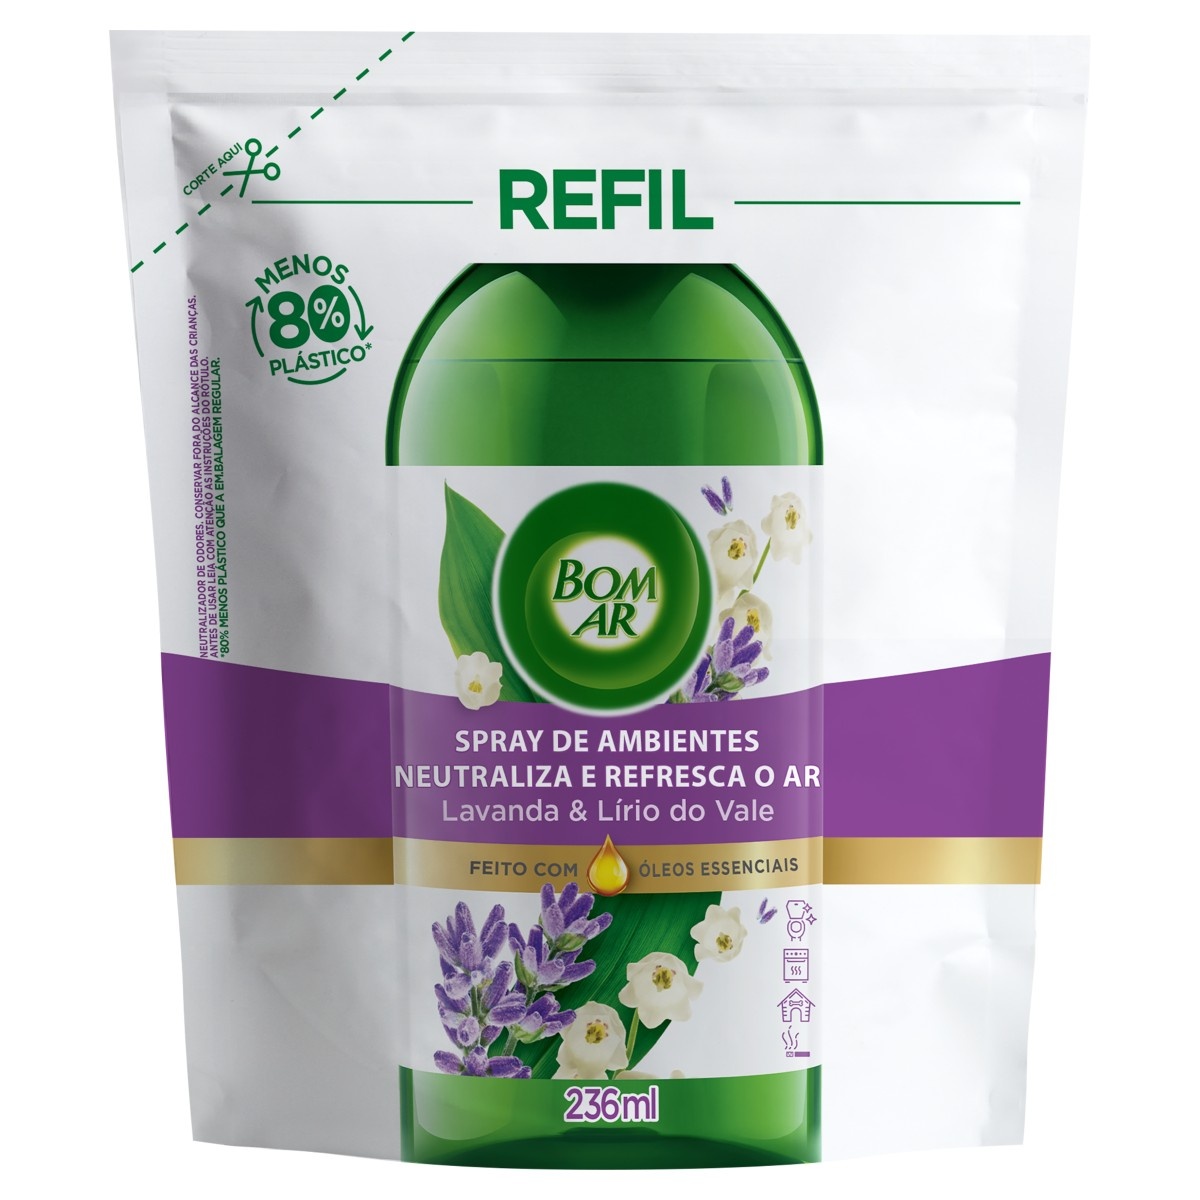 CORTE AQUI
REFIL
MENOS
80%
PLÁSTICO*
NEUTRALIZADOR DE ODORES. CONSERVAR FORA DO ALCANCE DAS CRIANÇAS.
ANTES DE USAR LEIA COM ATENÇÃO AS INSTRUÇÕES DO RÓTULO.
*80% MENOS PLÁSTICO QUE A EMBALAGEM REGULAR.
BOM
AR
SPRAY DE AMBIENTES
NEUTRALIZA E REFRESCA O AR
Lavanda & Lírio do Vale
FEITO COM ÓLEOS ESSENCIAIS
236ml